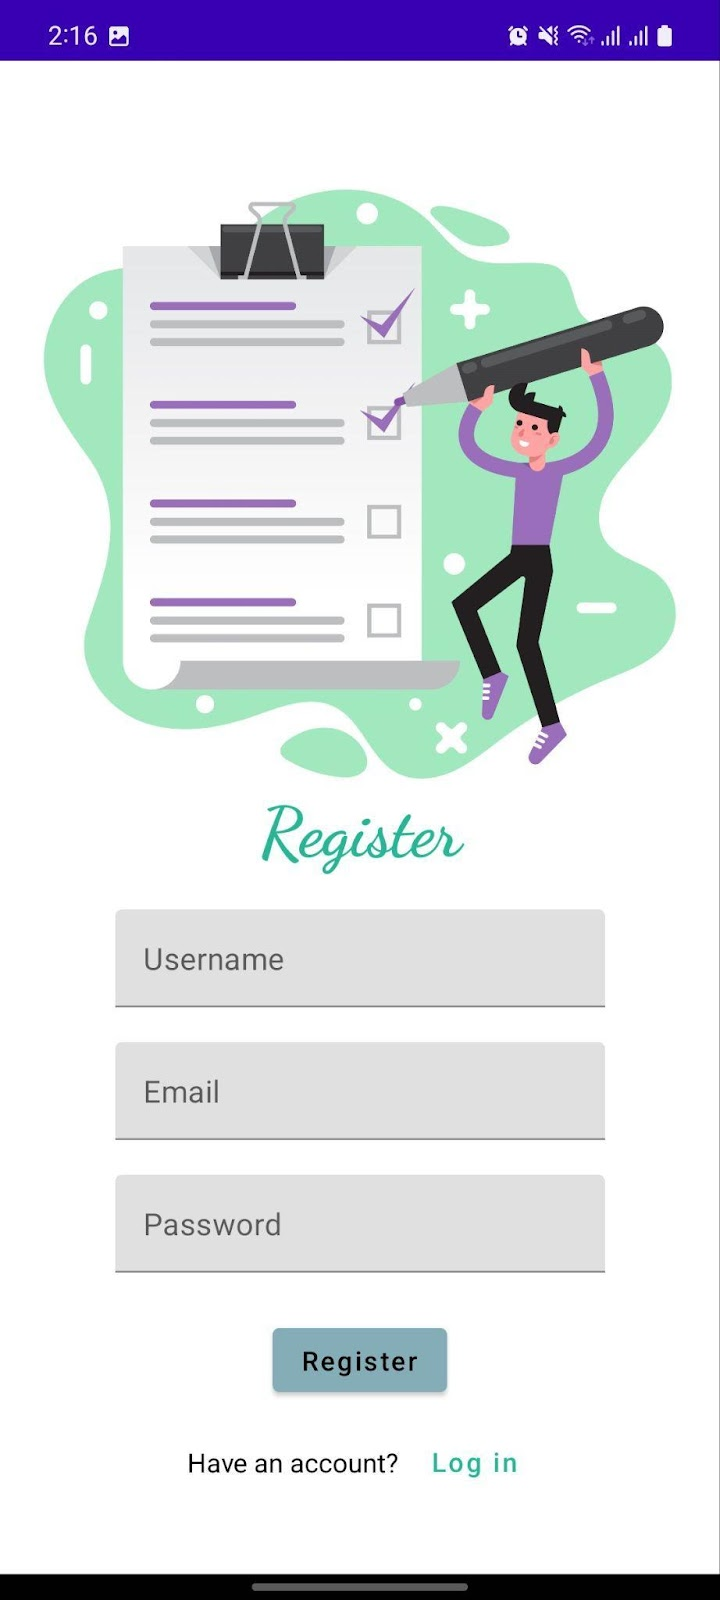 2:16
Register
Username
Email
Password
Register
Have an account? Log in